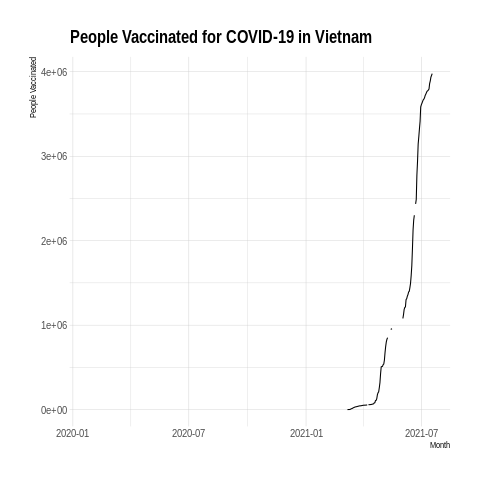 People Vaccinated for COVID-19 in Vietnam
People Vaccinated
4e+06
3e+06
2e+06
1e+06
0e+00
2020-01
2020-07
2021-01
2021-07
Month